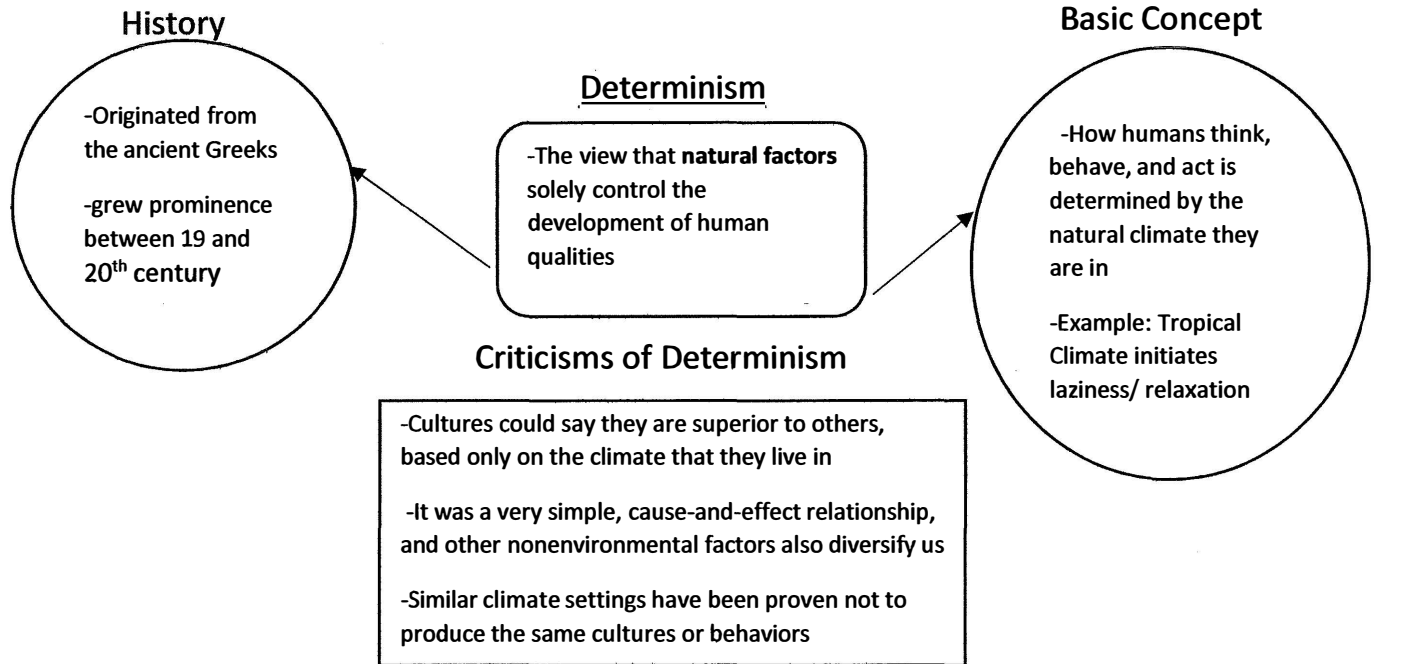 History
-Originated from
the ancient Greeks
-grew prominence
between 19 and
20th century
Determinism
-The view that natural factors
solely control the
development of human
qualities
Basic Concept
-How humans think,
behave, and act is
determined by the
natural climate they
are in
-Example: Tropical
Climate initiates
laziness/ relaxation
Criticisms of Determinism
-Cultures could say they are superior to others,
based only on the climate that they live in
-It was a very simple, cause-and-effect relationship,
and other nonenvironmental factors also diversify us
-Similar climate settings have been proven not to
produce the same cultures or behaviors